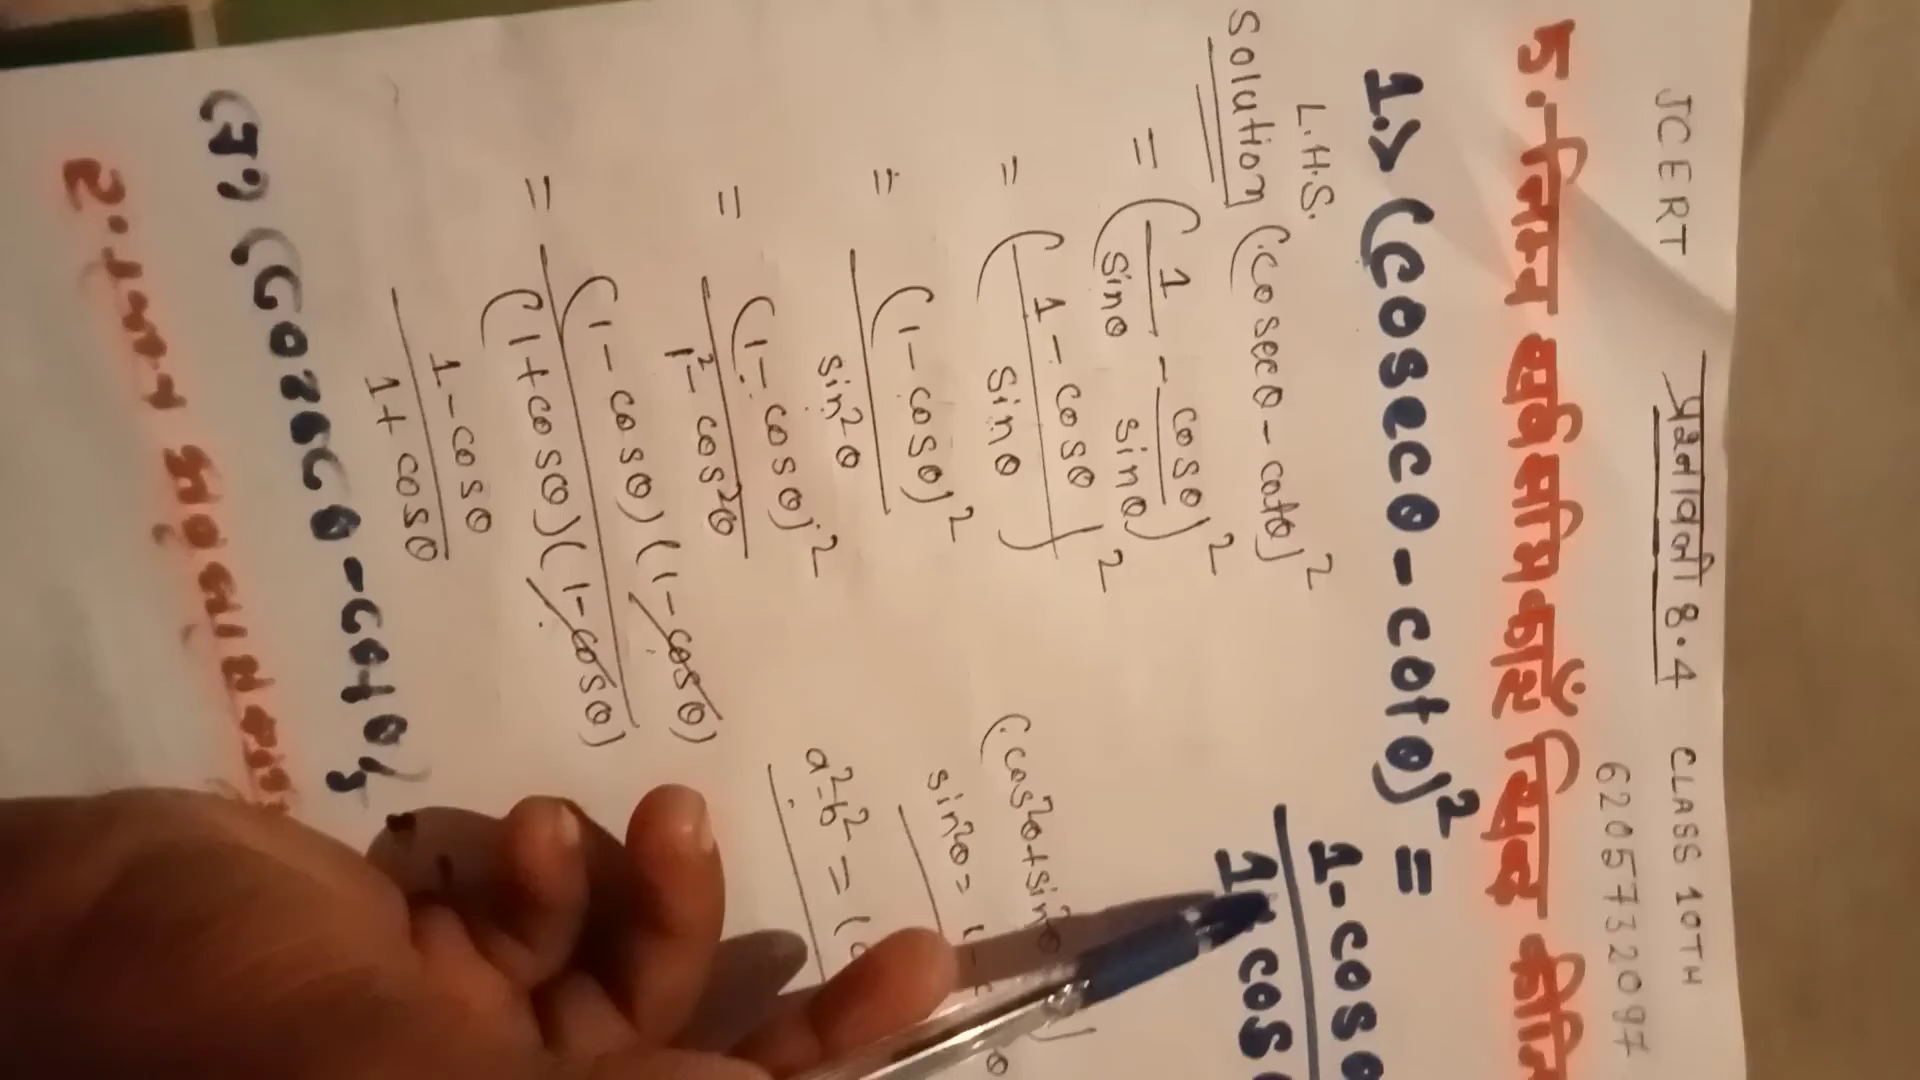 JCERT प्रश्नावली 8.4 CLASS 10TH
6205732097
5. निम्न सर्वसमिकाएँ सिद्ध कीजि
1.> (cosecθ - cotθ)² = 1-cosθ / 1+cosθ
L.H.S.
Solution (cosecθ - cotθ)²
= (1/sinθ - cosθ/sinθ)²
= (1 - cosθ / sinθ)²
(cos²θ + sin²θ
= (1 - cosθ)² / sin²θ
sin²θ = 1 -
= (1 - cosθ)² / 1² - cos²θ
a² - b² = (
= (1 - cosθ)(1 - cosθ) / (1 + cosθ)(1 - cosθ)
1 - cosθ / 1 + cosθ
(cosecθ - cotθ)